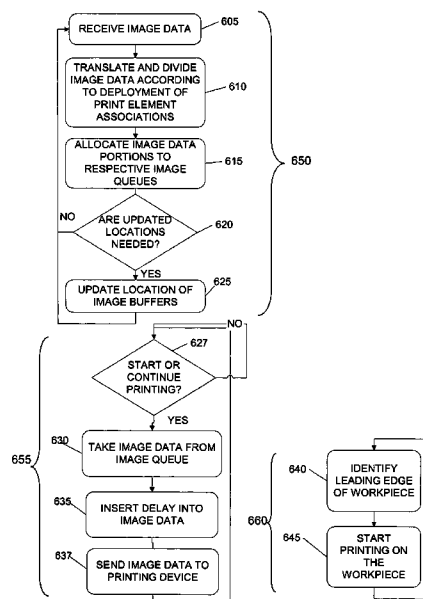 RECEIVE IMAGE DATA
605
TRANSLATE AND DIVIDE
IMAGE DATA ACCORDING
TO DEPLOYMENT OF
PRINT ELEMENT
ASSOCIATIONS
610
ALLOCATE IMAGE DATA
PORTIONS TO
RESPECTIVE IMAGE
QUEUES
615
650
NO
ARE UPDATED
LOCATIONS
NEEDED?
620
YES
UPDATE LOCATION OF
IMAGE BUFFERS
625
NO
627
START OR
CONTINUE
PRINTING?
YES
630
TAKE IMAGE DATA FROM
IMAGE QUEUE
655
635
INSERT DELAY INTO
IMAGE DATA
637
SEND IMAGE DATA TO
PRINTING DEVICE
640
IDENTIFY
LEADING EDGE
OF WORKPIECE
660
645
START
PRINTING ON
THE
WORKPIECE